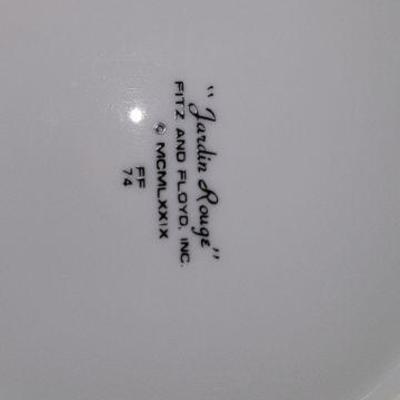 "Jardin Rouge"
FITZ AND FLOYD, INC.
© MCMLXXIX
FF
74